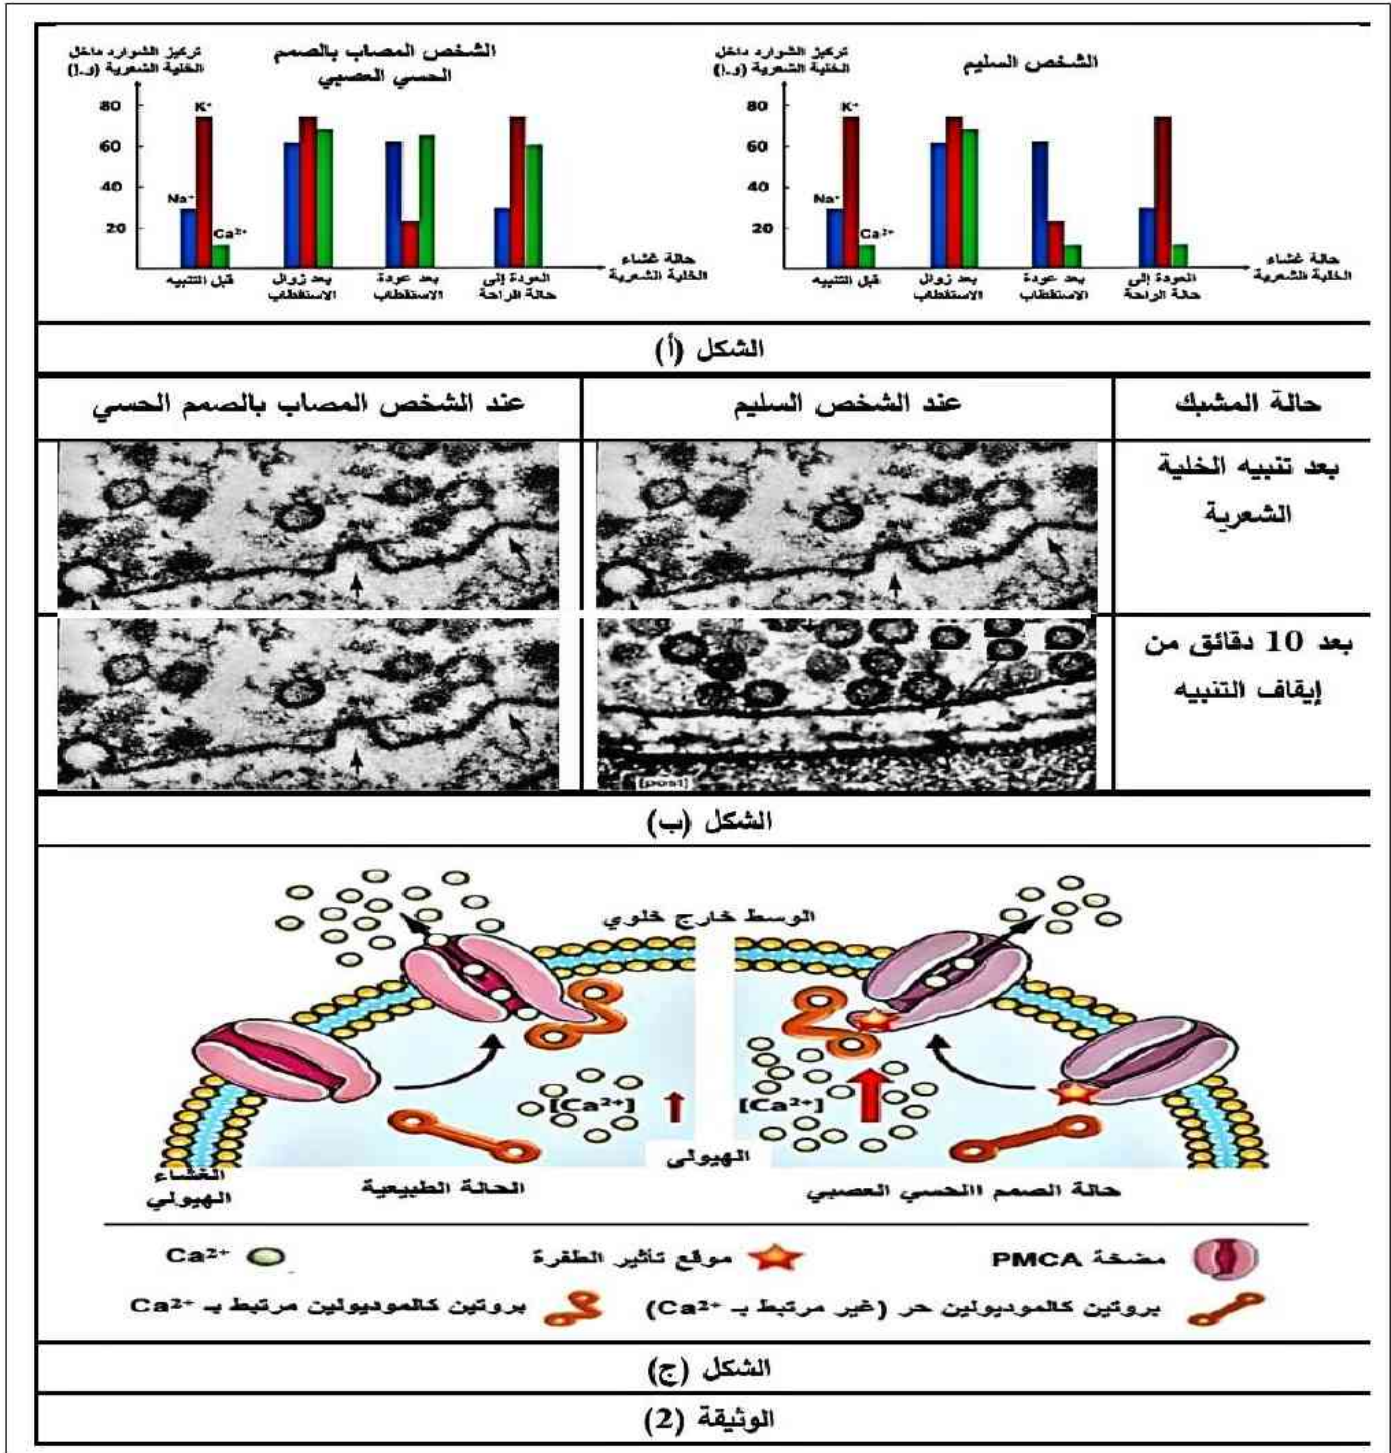 الشخص السليم
تركيز الشوارد داخل
الخلية الشعرية (و.إ)
80
60
40
20
K⁺
Na⁺
Ca²⁺
قبل التنبيه
بعد زوال
الاستقطاب
بعد عودة
الاستقطاب
العودة إلى
حالة الراحة
حالة غشاء
الخلية الشعرية
الشخص المصاب بالصمم
الحسي العصبي
تركيز الشوارد داخل
الخلية الشعرية (و.إ)
80
60
40
20
K⁺
Na⁺
Ca²⁺
قبل التنبيه
بعد زوال
الاستقطاب
بعد عودة
الاستقطاب
العودة إلى
حالة الراحة
حالة غشاء
الخلية الشعرية
الشكل (أ)
حالة المشبك
عند الشخص السليم
عند الشخص المصاب بالصمم الحسي
بعد تنبيه الخلية
الشعرية
بعد 10 دقائق من
إيقاف التنبيه
[post]
الشكل (ب)
الوسط خارج خلوي
[Ca²⁺]
[Ca²⁺]
الهيولى
الغشاء
الهيولي
الحالة الطبيعية
حالة الصمم االحسي العصبي
مضخة PMCA
موقع تأثير الطفرة
Ca²⁺
بروتين كالموديولين حر (غير مرتبط بـ Ca²⁺)
بروتين كالموديولين مرتبط بـ Ca²⁺
الشكل (ج)
الوثيقة (2)